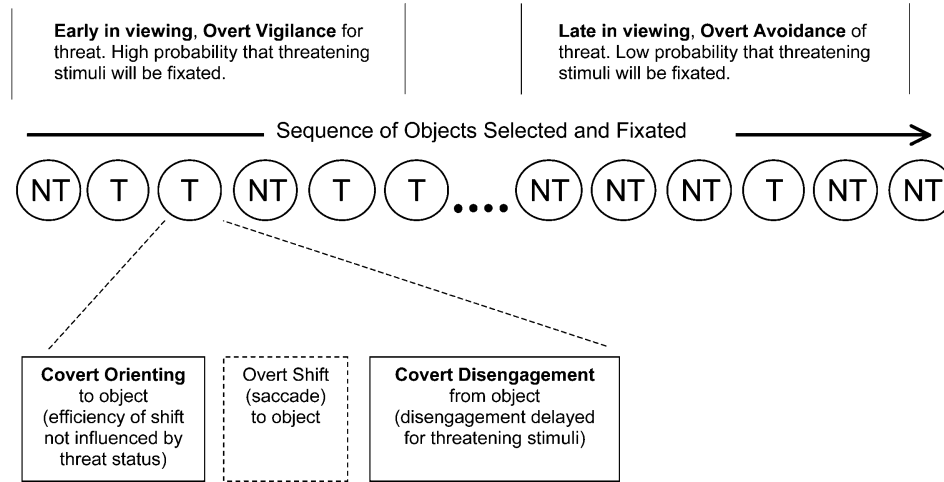 Early in viewing, Overt Vigilance for
threat. High probability that threatening
stimuli will be fixated.
Late in viewing, Overt Avoidance of
threat. Low probability that threatening
stimuli will be fixated.
Sequence of Objects Selected and Fixated
NT T T NT T T .... NT NT NT T NT NT
Covert Orienting
to object
(efficiency of shift
not influenced by
threat status)
Overt Shift
(saccade)
to object
Covert Disengagement
from object
(disengagement delayed
for threatening stimuli)